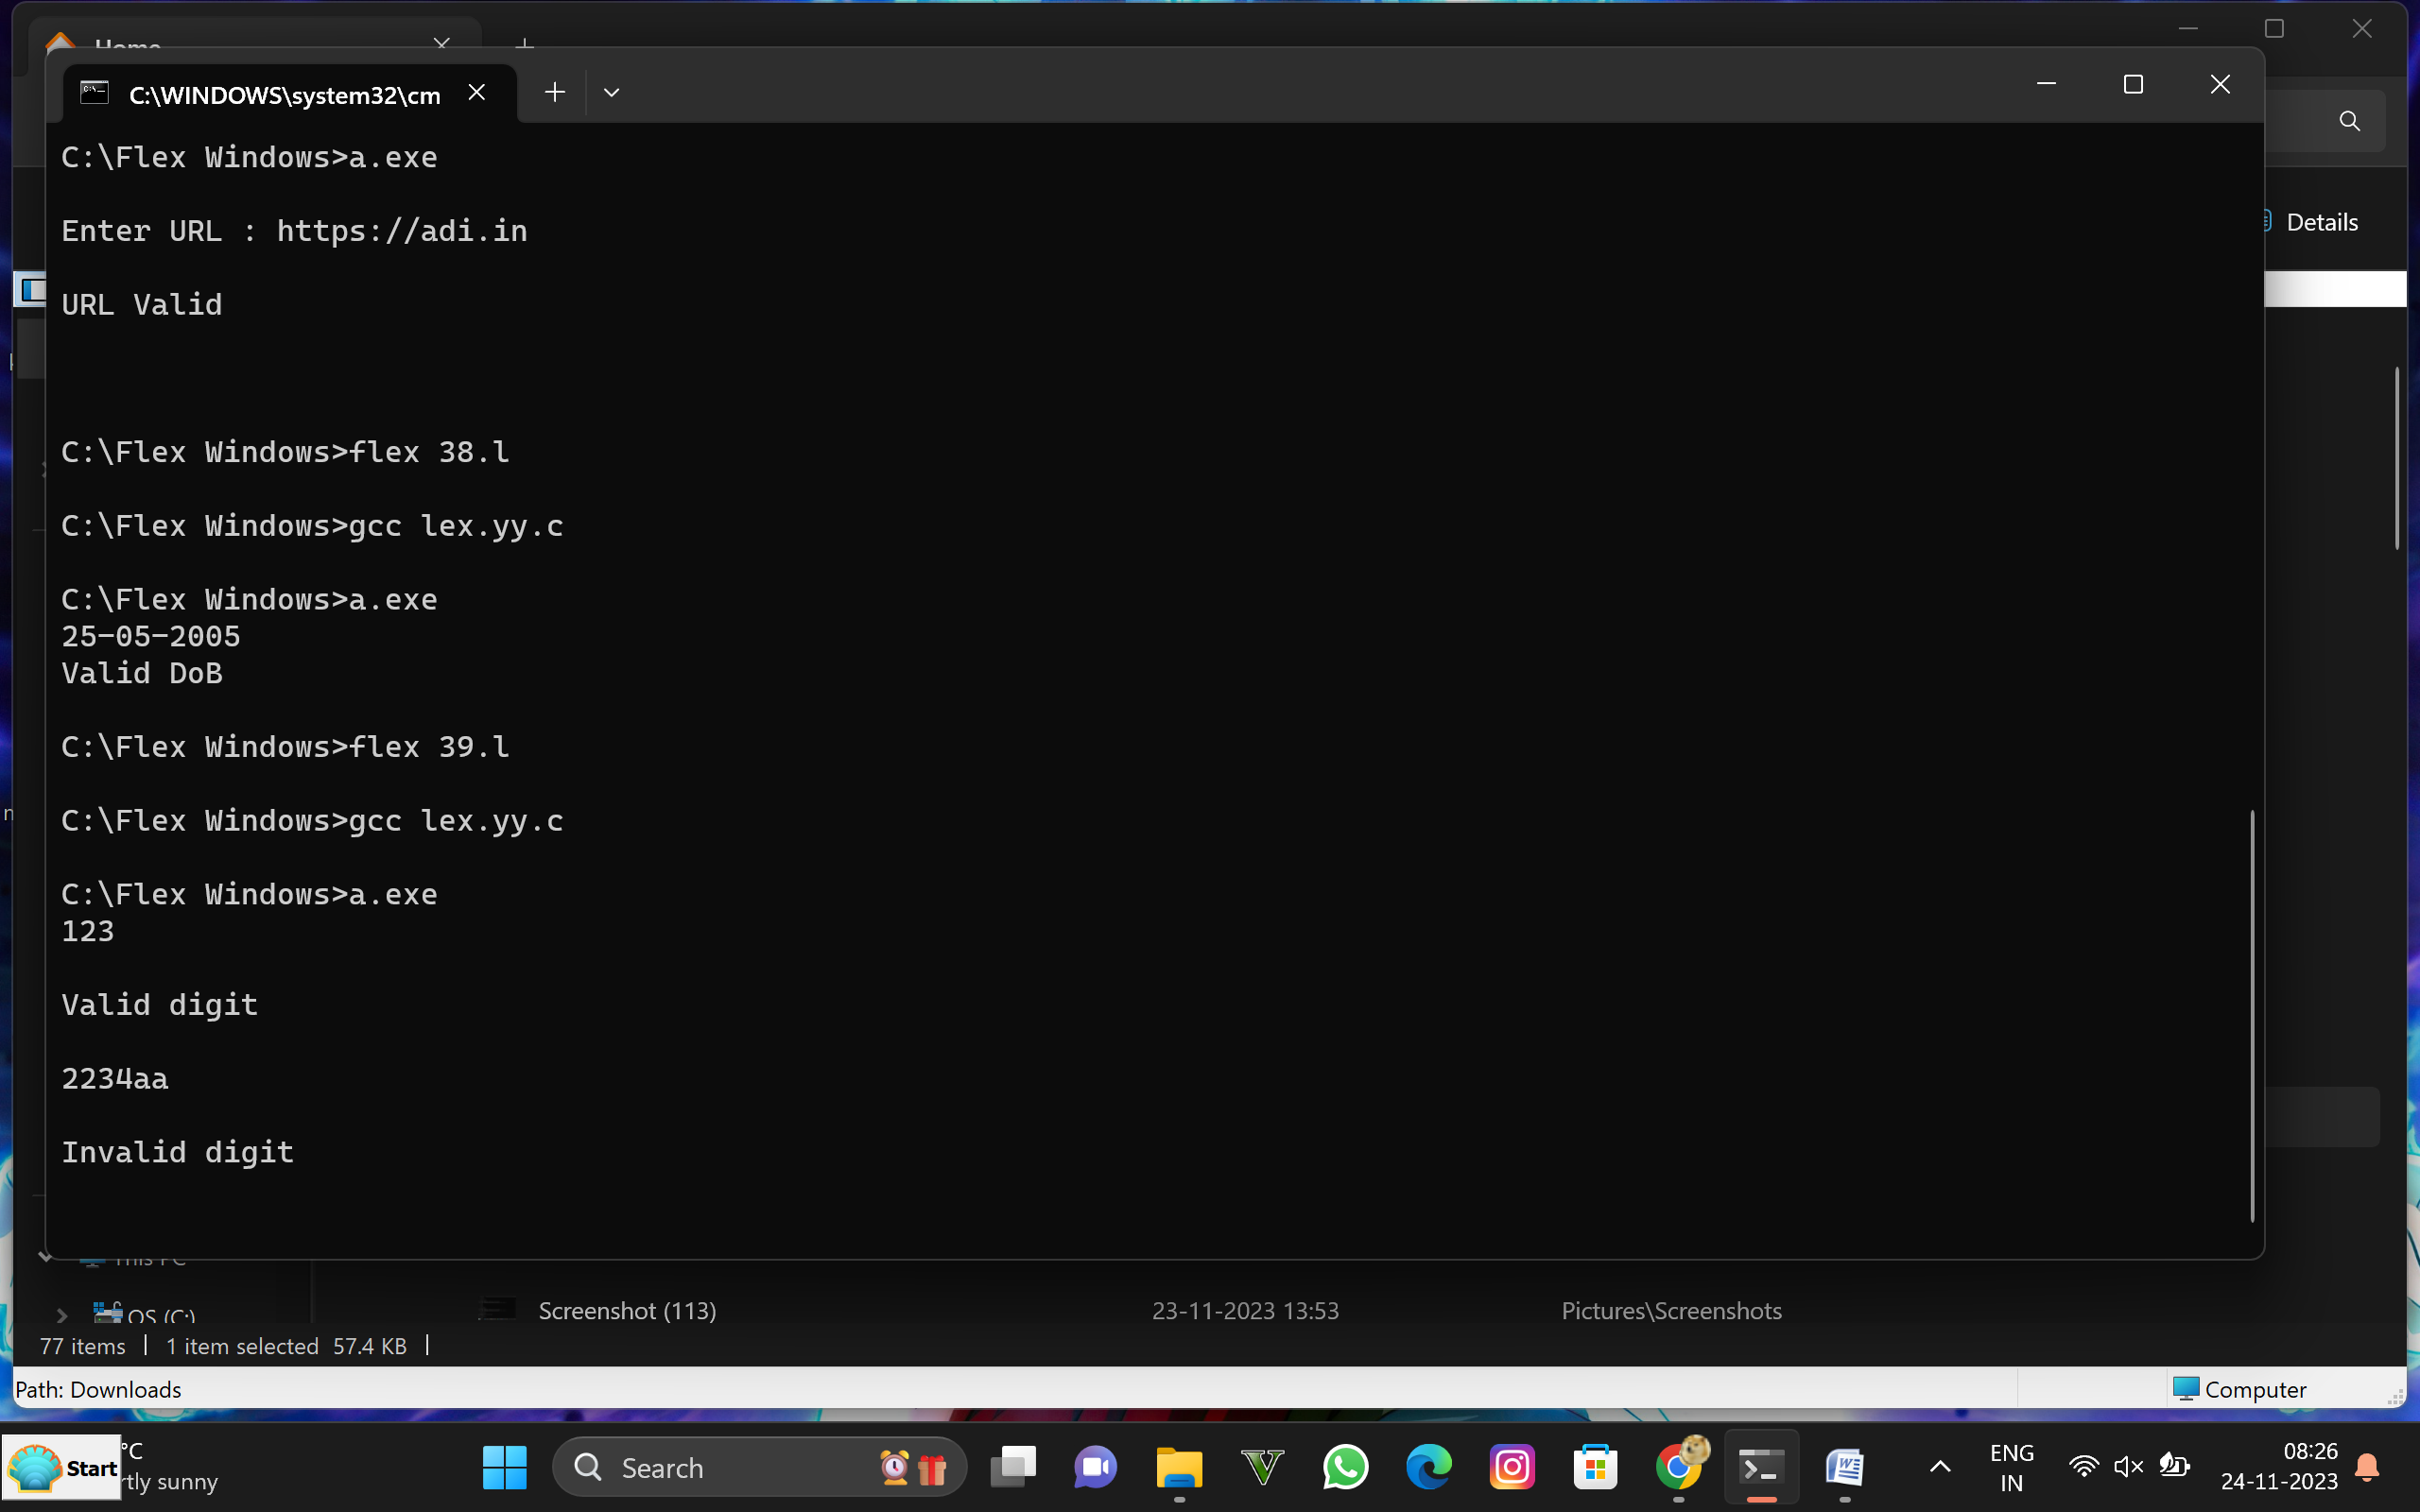 Home
C:\WINDOWS\system32\cm
C:\Flex Windows>a.exe
Enter URL : https://adi.in
URL Valid
C:\Flex Windows>flex 38.l
C:\Flex Windows>gcc lex.yy.c
C:\Flex Windows>a.exe
25-05-2005
Valid DoB
C:\Flex Windows>flex 39.l
C:\Flex Windows>gcc lex.yy.c
C:\Flex Windows>a.exe
123
Valid digit
2234aa
Invalid digit
Details
This PC
OS (C:)
Screenshot (113) 23-11-2023 13:53 Pictures\Screenshots
77 items 1 item selected 57.4 KB
Path: Downloads Computer
Start
°C
rtly sunny
Search
ENG
IN
08:26
24-11-2023